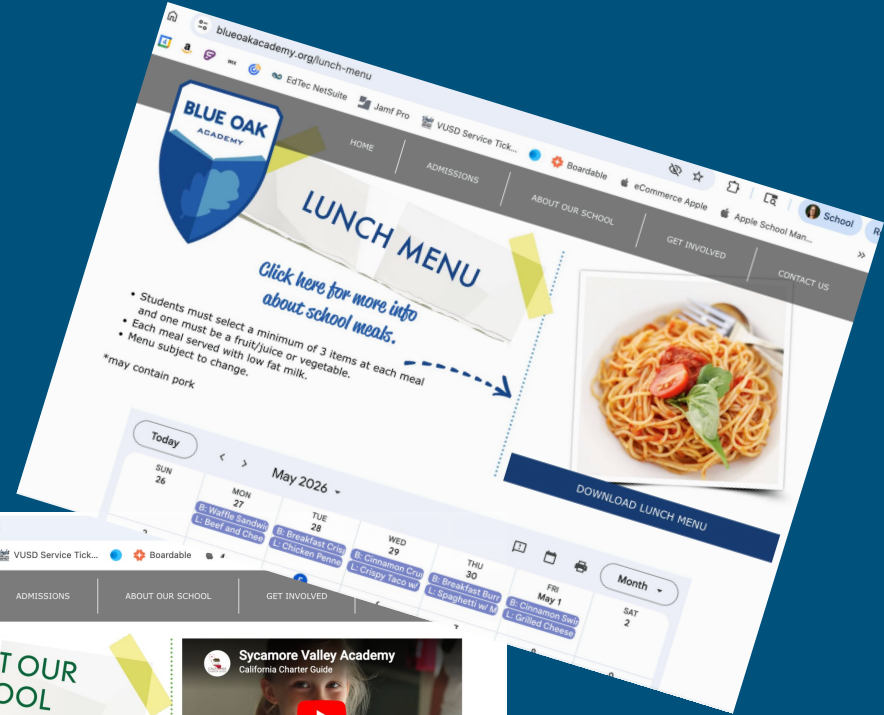 blueoakacademy.org/lunch-menu
EdTec NetSuite
Jamf Pro
VUSD Service Tick...
Boardable
eCommerce Apple
Apple School Man...
School
BLUE OAK
ACADEMY
HOME
ADMISSIONS
ABOUT OUR SCHOOL
GET INVOLVED
CONTACT US
LUNCH MENU
Click here for more info
about school meals.
• Students must select a minimum of 3 items at each meal
and one must be a fruit/juice or vegetable.
• Each meal served with low fat milk.
• Menu subject to change.
*may contain pork
DOWNLOAD LUNCH MENU
Today
May 2026
Month
SUN
26
MON
27
B: Waffle Sandwi
L: Beef and Chee
TUE
28
B: Breakfast Cris
L: Chicken Penne
WED
29
B: Cinnamon Cru
L: Crispy Taco w/
THU
30
B: Breakfast Burr
L: Spaghetti w/ M
FRI
May 1
B: Cinnamon Swir
L: Grilled Cheese
SAT
2
VUSD Service Tick...
Boardable
ADMISSIONS
ABOUT OUR SCHOOL
GET INVOLVED
T OUR
OOL
Sycamore Valley Academy
California Charter Guide